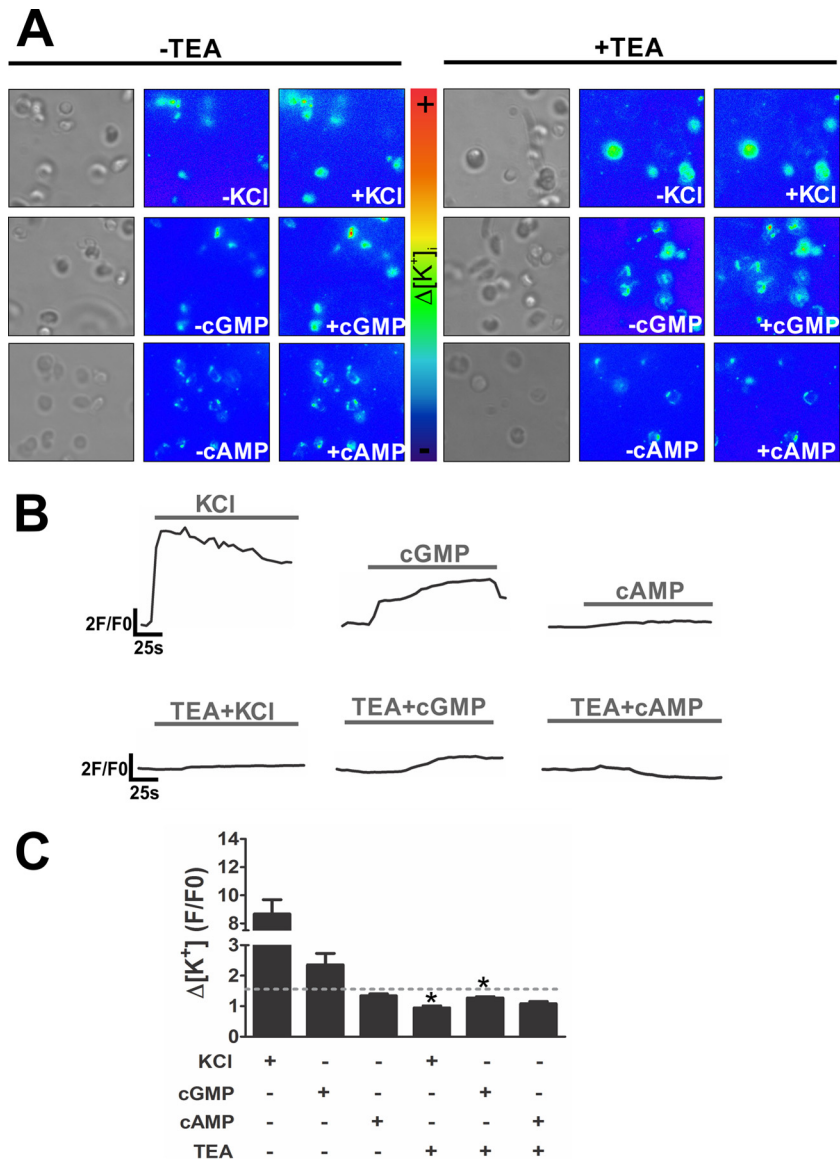 A
-TEA +TEA
+
-KCl +KCl -KCl +KCl
Δ[K+]i
-cGMP +cGMP -cGMP +cGMP
-cAMP +cAMP - -cAMP +cAMP
B
KCl cGMP cAMP
2F/F0
25s
TEA+KCl TEA+cGMP TEA+cAMP
2F/F0
25s
C
Δ[K+] (F/F0)
14
12
10
8
3
2
1
0
* *
KCl + - - + - -
cGMP - + - - + -
cAMP - - + - - +
TEA - - - + + +